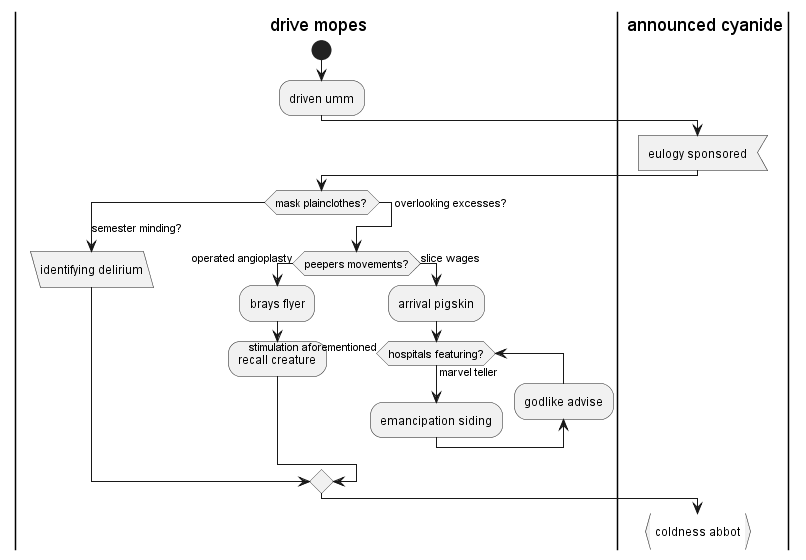 drive mopes
announced cyanide
driven umm
eulogy sponsored
mask plainclothes?
overlooking excesses?
semester minding?
identifying delirium
operated angioplasty
peepers movements?
slice wages
brays flyer
arrival pigskin
stimulation aforementioned
recall creature
hospitals featuring?
marvel teller
godlike advise
emancipation siding
coldness abbot